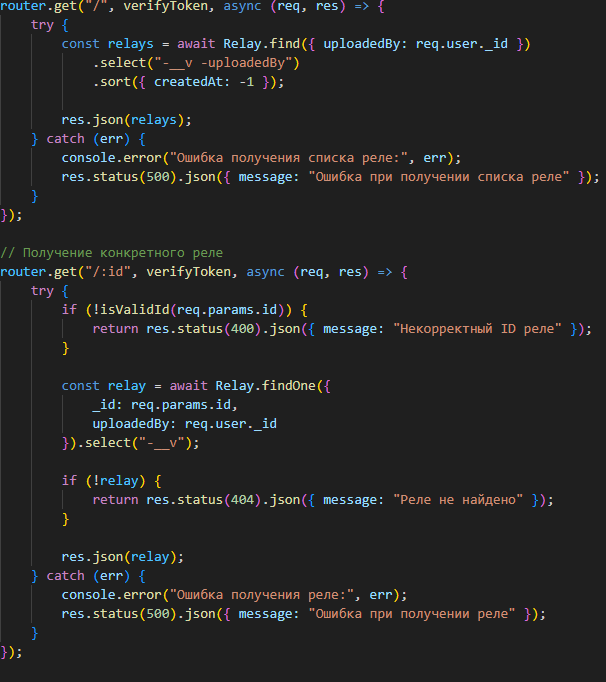 router.get("/", verifyToken, async (req, res) => {
    try {
        const relays = await Relay.find({ uploadedBy: req.user._id })
            .select("-__v -uploadedBy")
            .sort({ createdAt: -1 });

        res.json(relays);
    } catch (err) {
        console.error("Ошибка получения списка реле:", err);
        res.status(500).json({ message: "Ошибка при получении списка реле" });
    }
});

// Получение конкретного реле
router.get("/:id", verifyToken, async (req, res) => {
    try {
        if (!isValidId(req.params.id)) {
            return res.status(400).json({ message: "Некорректный ID реле" });
        }

        const relay = await Relay.findOne({
            _id: req.params.id,
            uploadedBy: req.user._id
        }).select("-__v");

        if (!relay) {
            return res.status(404).json({ message: "Реле не найдено" });
        }

        res.json(relay);
    } catch (err) {
        console.error("Ошибка получения реле:", err);
        res.status(500).json({ message: "Ошибка при получении реле" });
    }
});